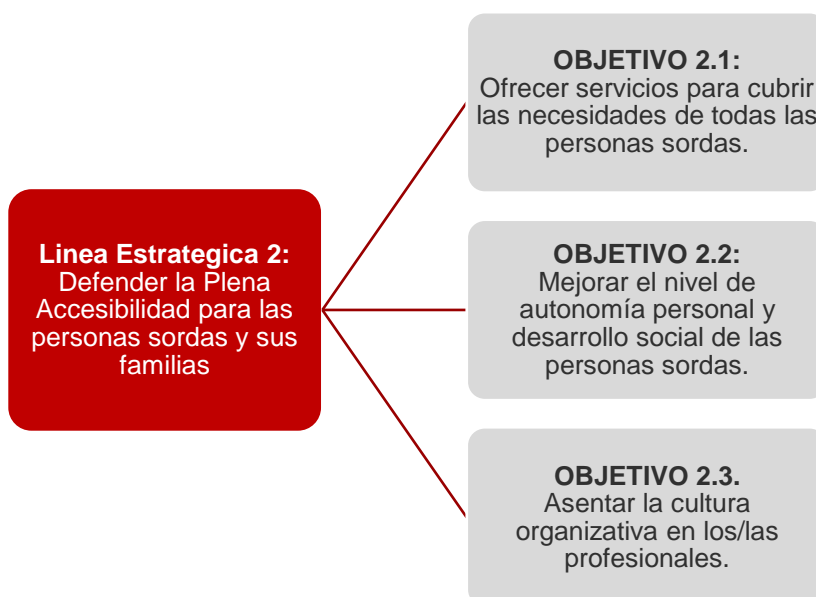 Linea Estrategica 2:
Defender la Plena
Accesibilidad para las
personas sordas y sus
familias
OBJETIVO 2.1:
Ofrecer servicios para cubrir
las necesidades de todas las
personas sordas.
OBJETIVO 2.2:
Mejorar el nivel de
autonomía personal y
desarrollo social de las
personas sordas.
OBJETIVO 2.3.
Asentar la cultura
organizativa en los/las
profesionales.